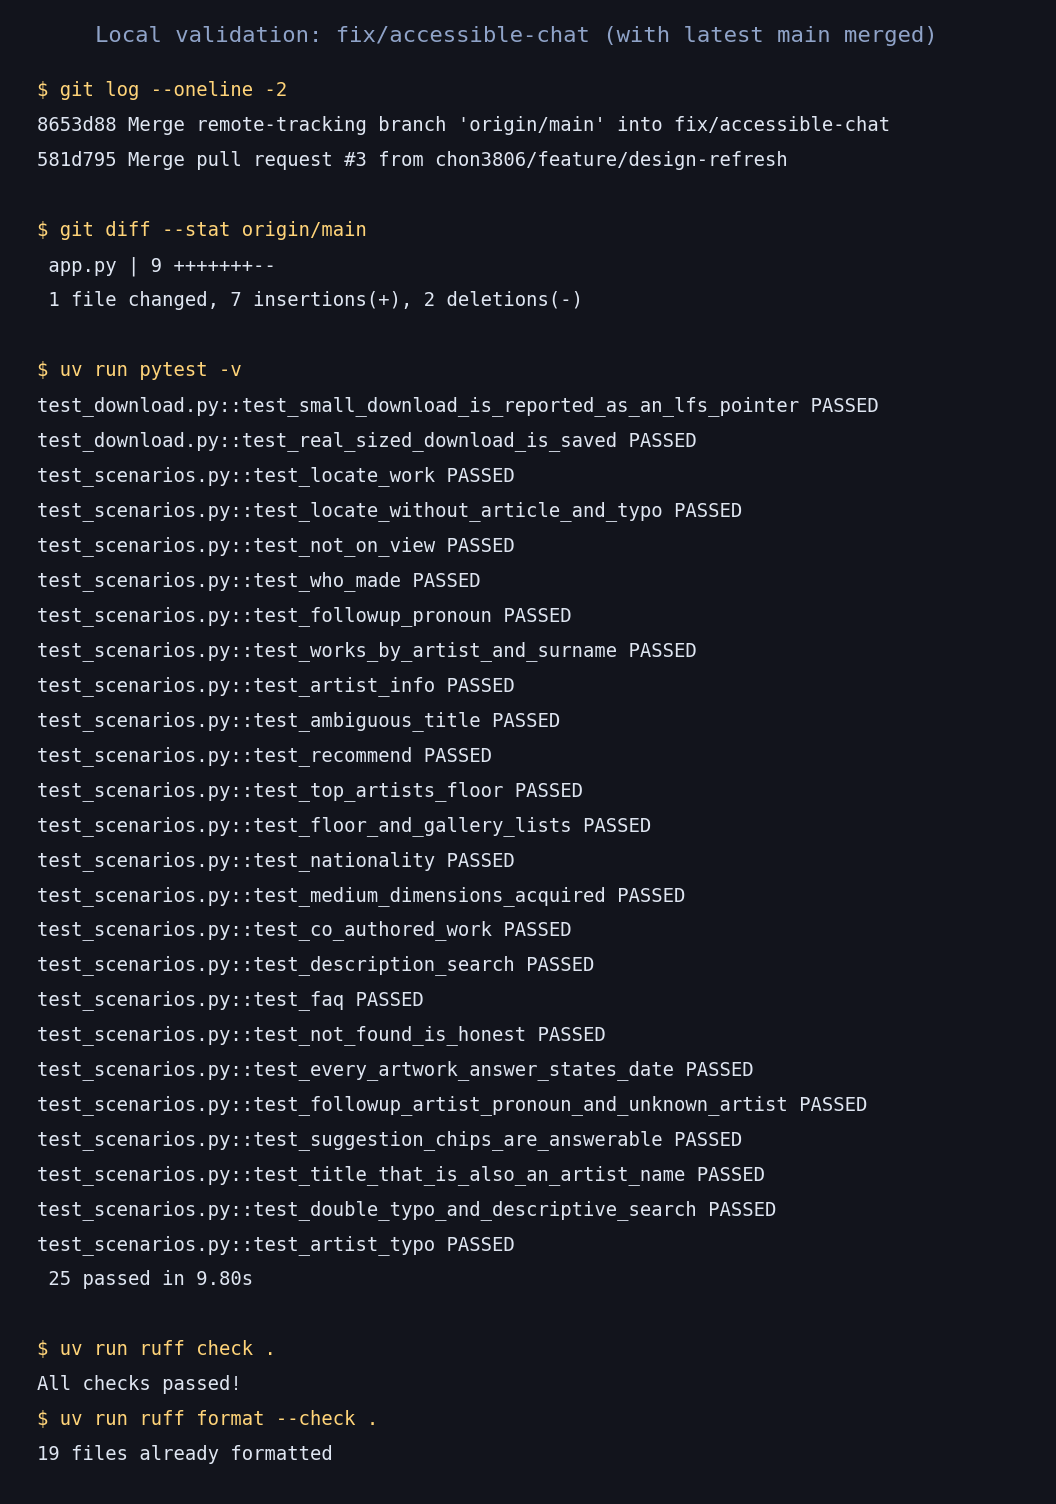 Local validation: fix/accessible-chat (with latest main merged)
$ git log --oneline -2
8653d88 Merge remote-tracking branch 'origin/main' into fix/accessible-chat
581d795 Merge pull request #3 from chon3806/feature/design-refresh
$ git diff --stat origin/main
app.py | 9 +++++++--
1 file changed, 7 insertions(+), 2 deletions(-)
$ uv run pytest -v
test_download.py::test_small_download_is_reported_as_an_lfs_pointer PASSED
test_download.py::test_real_sized_download_is_saved PASSED
test_scenarios.py::test_locate_work PASSED
test_scenarios.py::test_locate_without_article_and_typo PASSED
test_scenarios.py::test_not_on_view PASSED
test_scenarios.py::test_who_made PASSED
test_scenarios.py::test_followup_pronoun PASSED
test_scenarios.py::test_works_by_artist_and_surname PASSED
test_scenarios.py::test_artist_info PASSED
test_scenarios.py::test_ambiguous_title PASSED
test_scenarios.py::test_recommend PASSED
test_scenarios.py::test_top_artists_floor PASSED
test_scenarios.py::test_floor_and_gallery_lists PASSED
test_scenarios.py::test_nationality PASSED
test_scenarios.py::test_medium_dimensions_acquired PASSED
test_scenarios.py::test_co_authored_work PASSED
test_scenarios.py::test_description_search PASSED
test_scenarios.py::test_faq PASSED
test_scenarios.py::test_not_found_is_honest PASSED
test_scenarios.py::test_every_artwork_answer_states_date PASSED
test_scenarios.py::test_followup_artist_pronoun_and_unknown_artist PASSED
test_scenarios.py::test_suggestion_chips_are_answerable PASSED
test_scenarios.py::test_title_that_is_also_an_artist_name PASSED
test_scenarios.py::test_double_typo_and_descriptive_search PASSED
test_scenarios.py::test_artist_typo PASSED
25 passed in 9.80s
$ uv run ruff check .
All checks passed!
$ uv run ruff format --check .
19 files already formatted